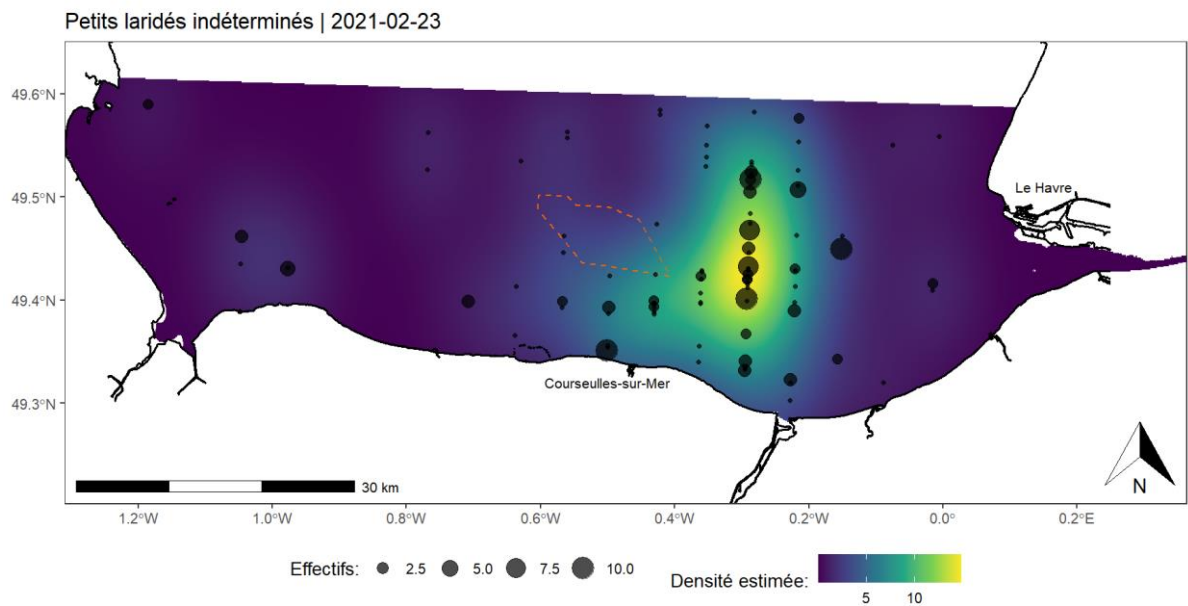 Petits laridés indéterminés | 2021-02-23
49.6°N
49.5°N
49.4°N
49.3°N
Le Havre
Courseulles-sur-Mer
30 km
N
1.2°W 1.0°W 0.8°W 0.6°W 0.4°W 0.2°W 0.0° 0.2°E
Effectifs: 2.5 5.0 7.5 10.0
Densité estimée:
5 10